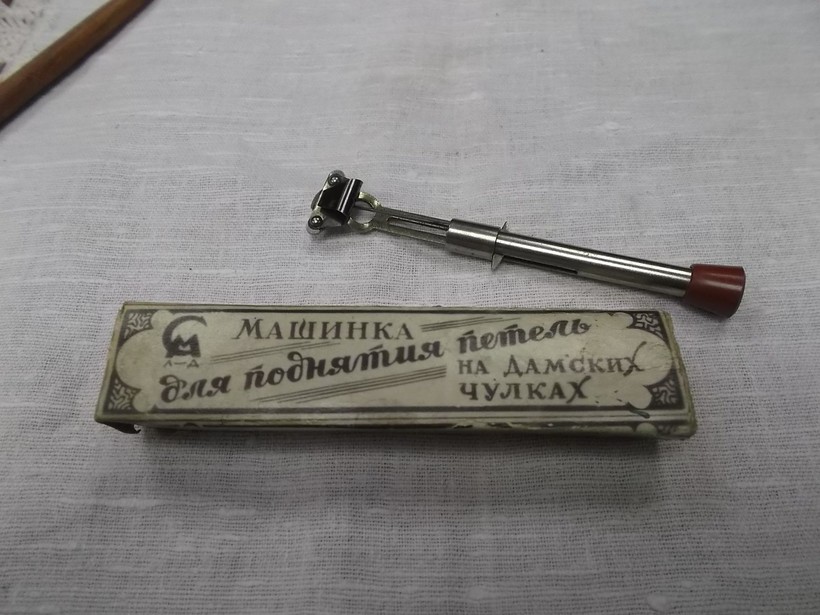 МАШИНКА
для поднятия петель
НА ДАМСКИХ
ЧУЛКАХ
Л—Д